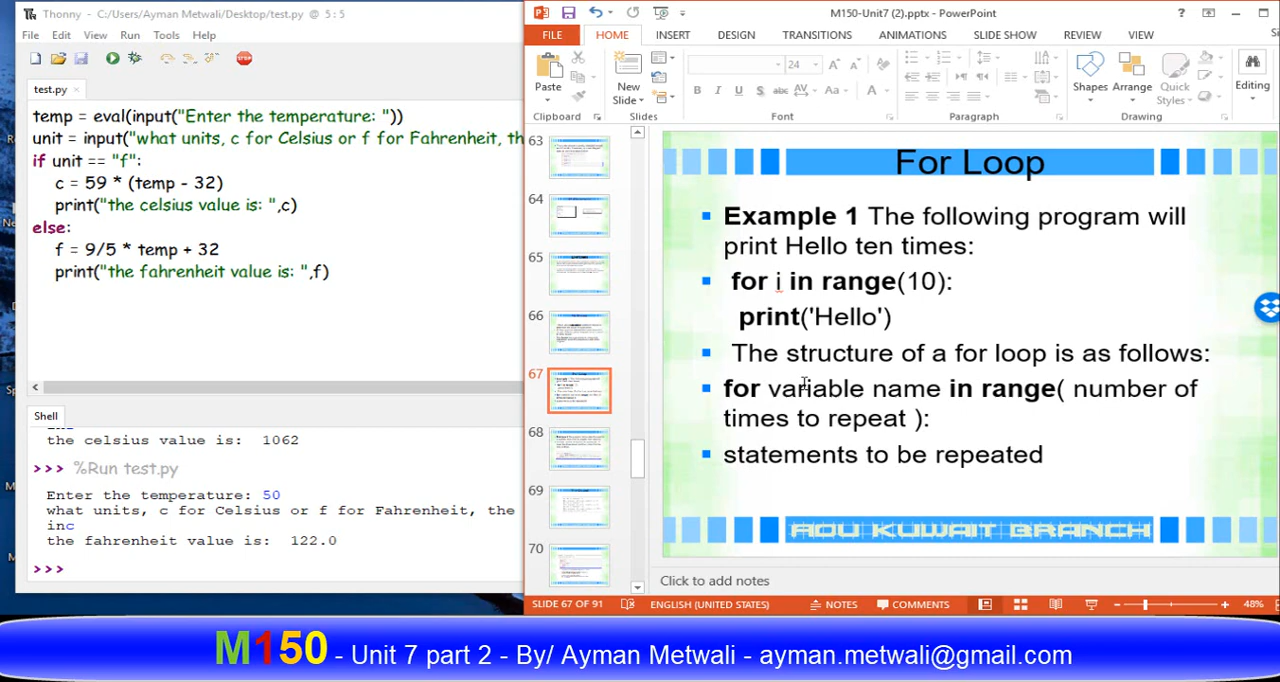 Thonny - C:/Users/Ayman Metwali/Desktop/test.py @ 5 : 5
File Edit View Run Tools Help
test.py
temp = eval(input("Enter the temperature: "))
unit = input("what units, c for Celsius or f for Fahrenheit, th
if unit == "f":
c = 59 * (temp - 32)
print("the celsius value is: ",c)
else:
f = 9/5 * temp + 32
print("the fahrenheit value is: ",f)
Shell
the celsius value is: 1062
>>> %Run test.py
Enter the temperature: 50
what units, c for Celsius or f for Fahrenheit, the
inc
the fahrenheit value is: 122.0
>>>
M150-Unit7 (2).pptx - PowerPoint
FILE HOME INSERT DESIGN TRANSITIONS ANIMATIONS SLIDE SHOW REVIEW VIEW
Paste
New
Slide
24
Shapes Arrange Quick
Styles
Editing
Clipboard Slides Font Paragraph Drawing
63
64
65
66
67
68
69
70
For Loop
Example 1 The following program will
print Hello ten times:
for i in range(10):
print('Hello')
The structure of a for loop is as follows:
for variable name in range( number of
times to repeat ):
statements to be repeated
AOU KUWAIT BRANCH
Click to add notes
SLIDE 67 OF 91 ENGLISH (UNITED STATES) NOTES COMMENTS 48%
M150 - Unit 7 part 2 - By/ Ayman Metwali - ayman.metwali@gmail.com